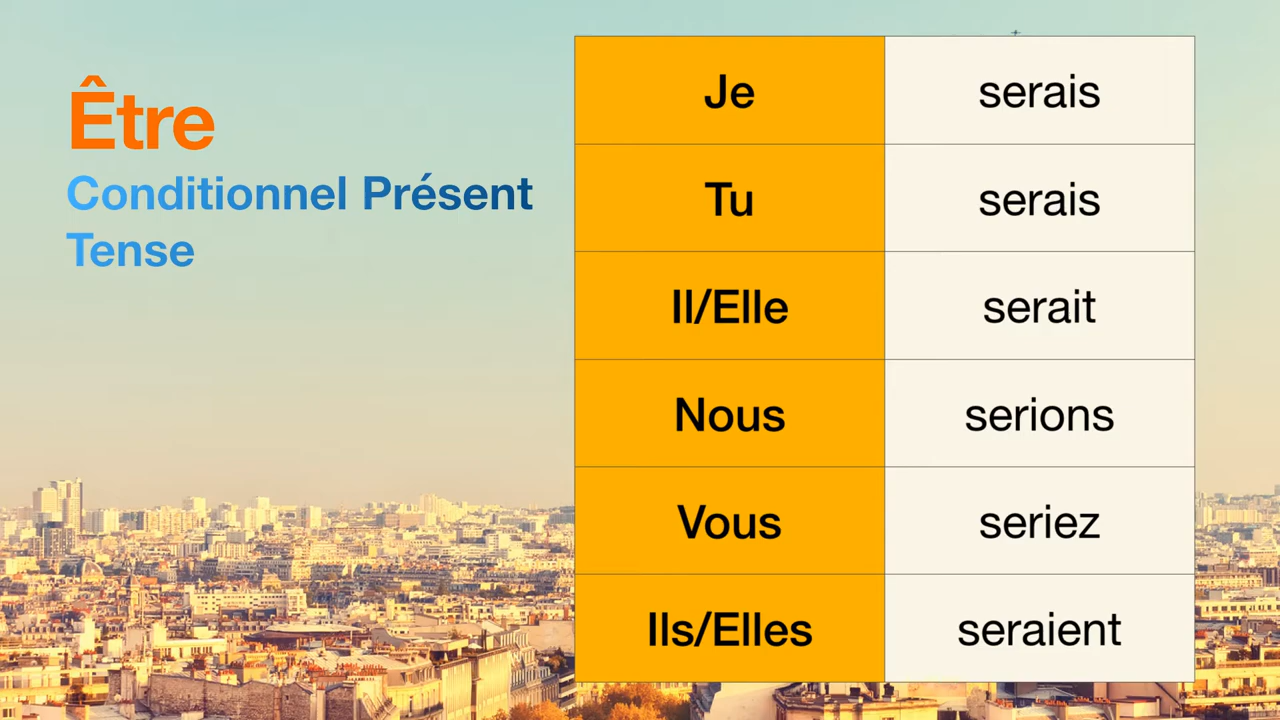 Être
Conditionnel Présent
Tense
Je serais
Tu serais
Il/Elle serait
Nous serions
Vous seriez
Ils/Elles seraient